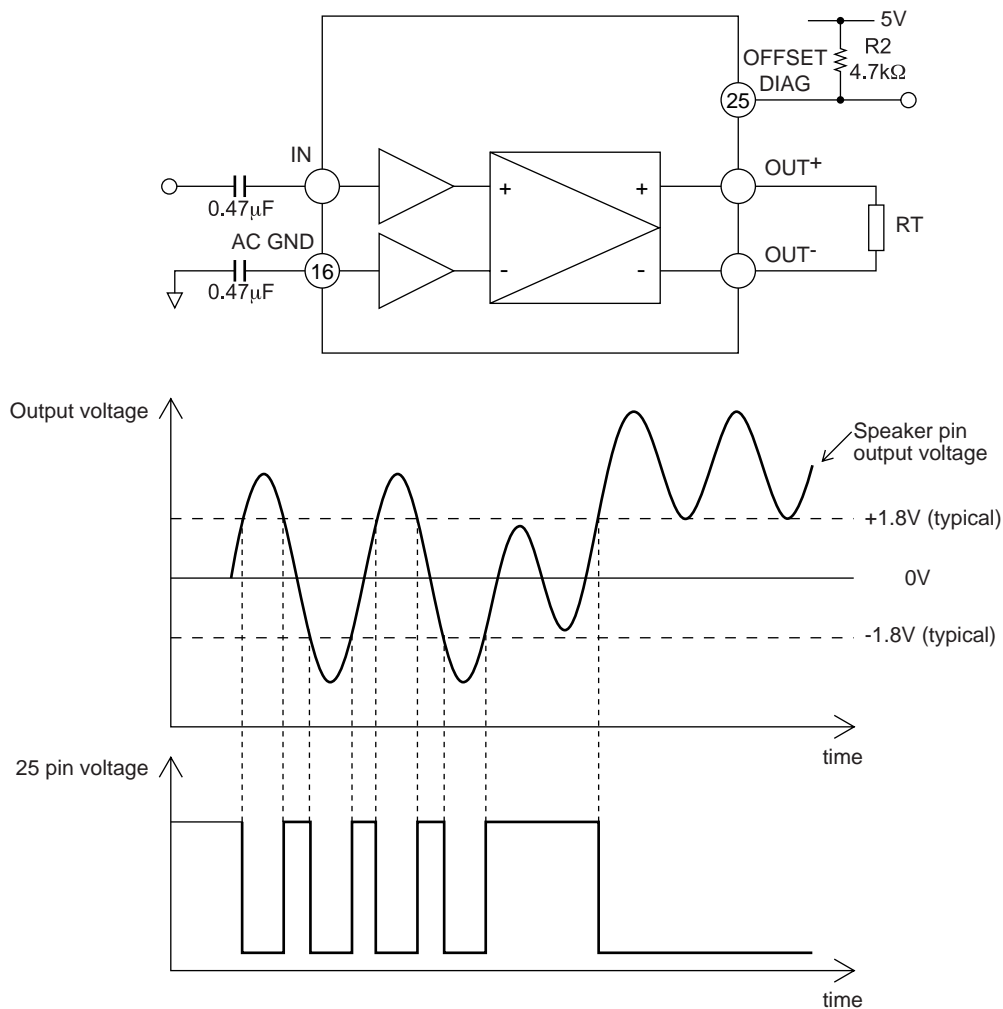 5V
OFFSET
DIAG
R2
4.7kΩ
25
IN
OUT+
+
+
0.47μF
RT
AC GND
OUT-
16
-
-
0.47μF
Output voltage
Speaker pin
output voltage
+1.8V (typical)
0V
-1.8V (typical)
time
25 pin voltage
time